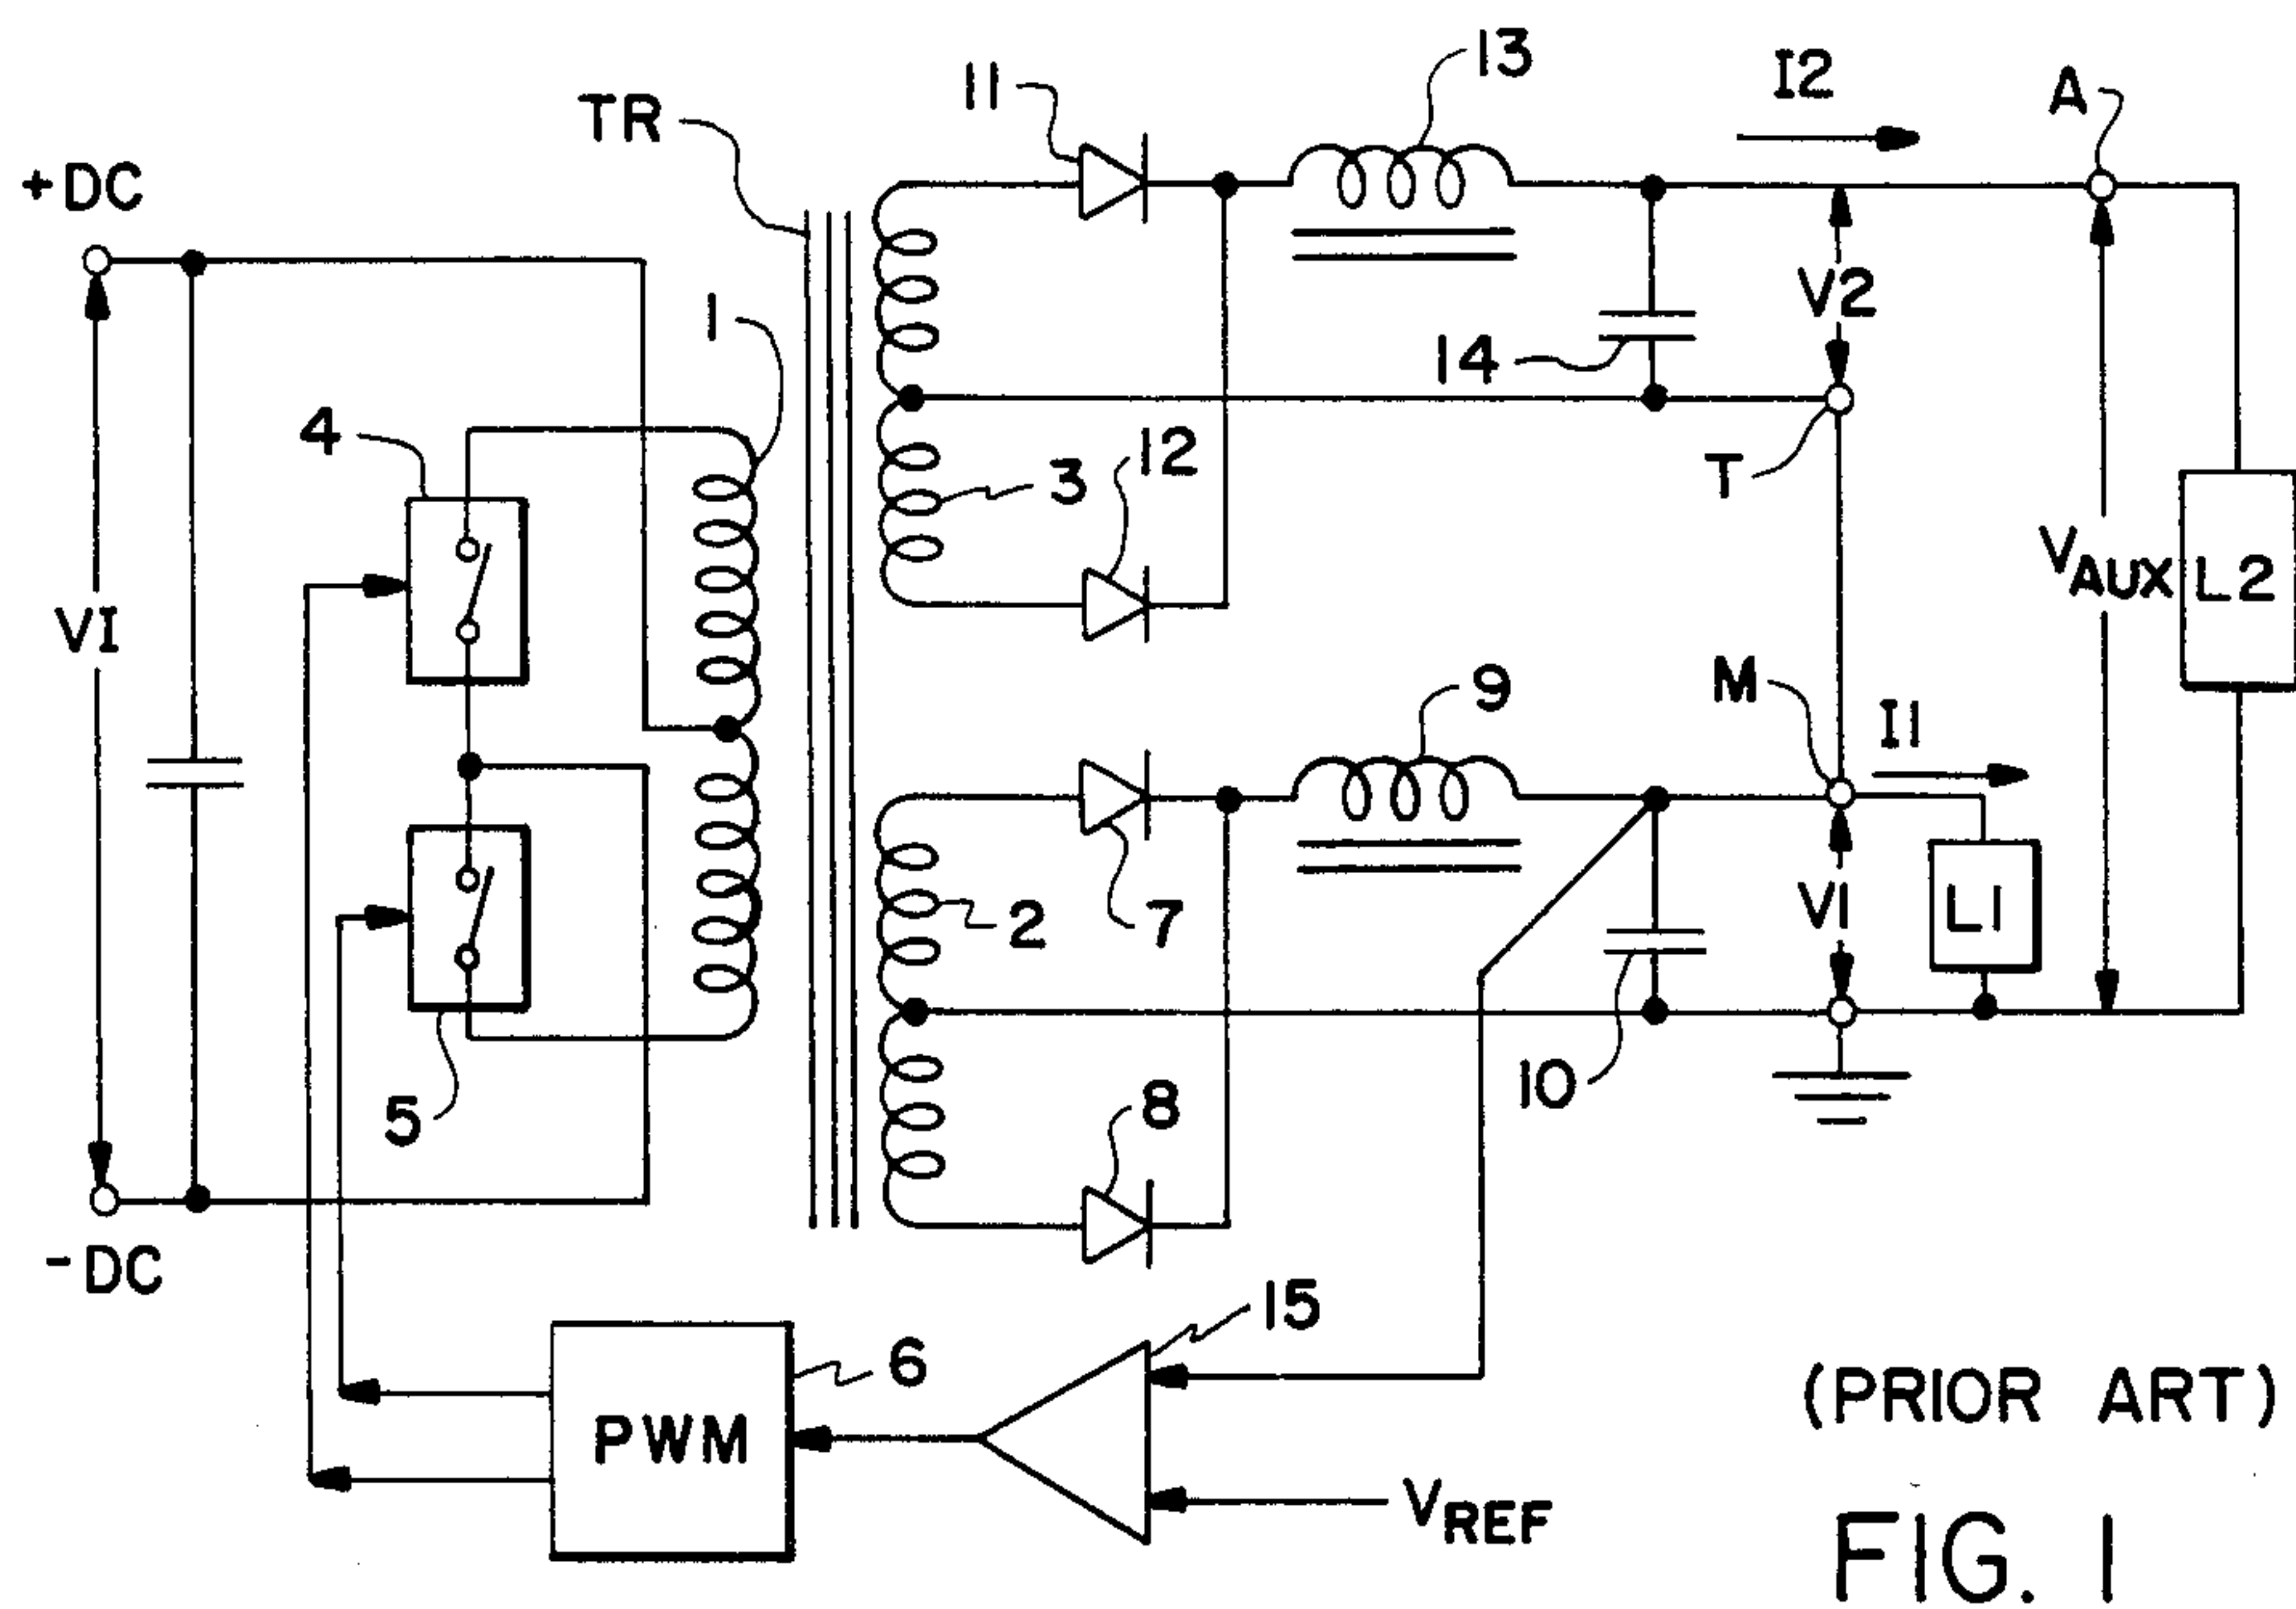 13
I2
11
A
TR
+DC
V2
1
14
4
12
3
T
VAUX
L2
VI
M
9
I1
2
7
V1
L1
10
5
8
-DC
15
6
PWM
(PRIOR ART)
VREF
FIG. 1